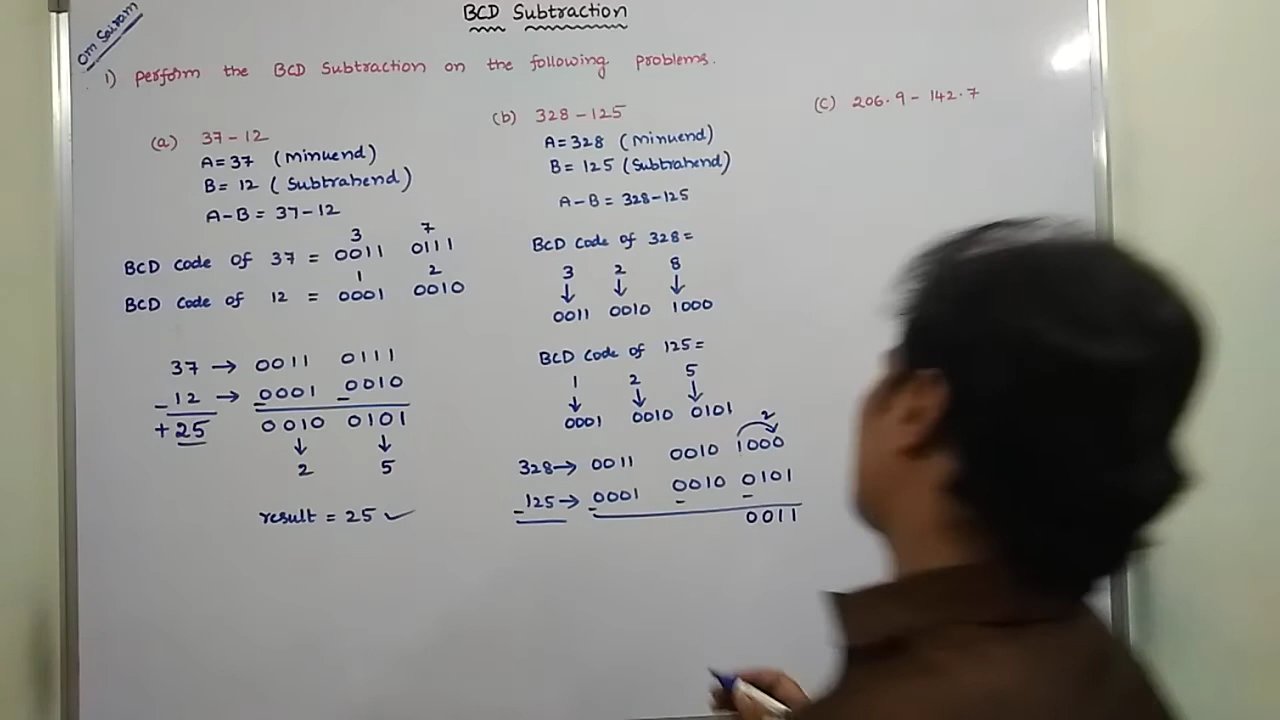 Om Sairam
BCD Subtraction
1) perform the BCD Subtraction on the following problems.
(a) 37-12
A=37 (Minuend)
B= 12 (Subtrahend)
A-B = 37-12
3 7
BCD code of 37 = 0011 0111
1 2
BCD code of 12 = 0001 0010
37 → 0011 0111
-12 → 0001 0010
+25 0010 0101
↓ ↓
2 5
result = 25 ✓
(b) 328-125
A=328 (Minuend)
B= 125 (Subtrahend)
A-B = 328-125
BCD Code of 328=
3 2 8
↓ ↓ ↓
0011 0010 1000
BCD Code of 125=
1 2 5
↓ ↓ ↓
0001 0010 0101
2
328→ 0011 0010 1000
-125→ 0001 0010 0101
0011
(C) 206.9-142.7